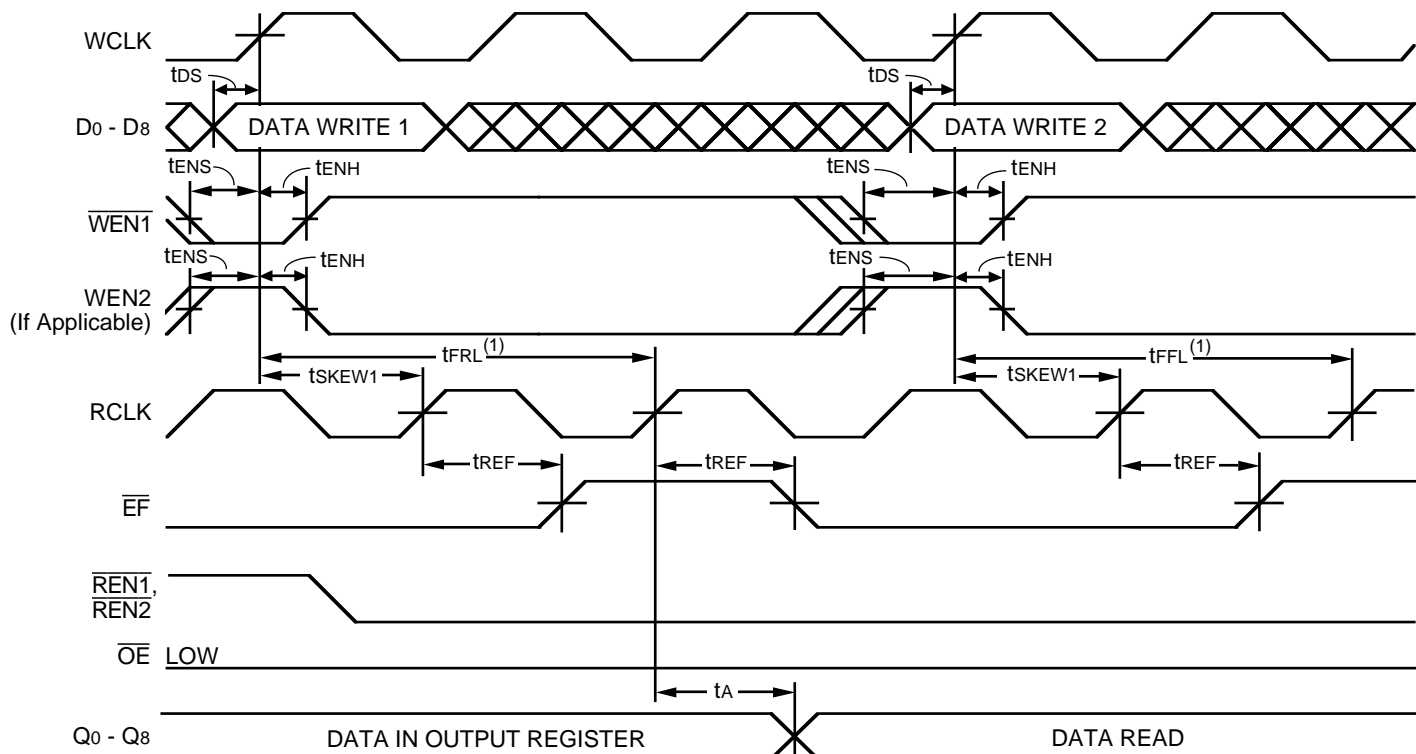 WCLK
tDS
tDS
D0 - D8
DATA WRITE 1
DATA WRITE 2
tENS
tENH
tENS
tENH
WEN1
tENS
tENH
tENS
tENH
WEN2
(If Applicable)
tFRL(1)
tFFL(1)
tSKEW1
tSKEW1
RCLK
tREF
tREF
tREF
EF
REN1,
REN2
OE
LOW
tA
Q0 - Q8
DATA IN OUTPUT REGISTER
DATA READ